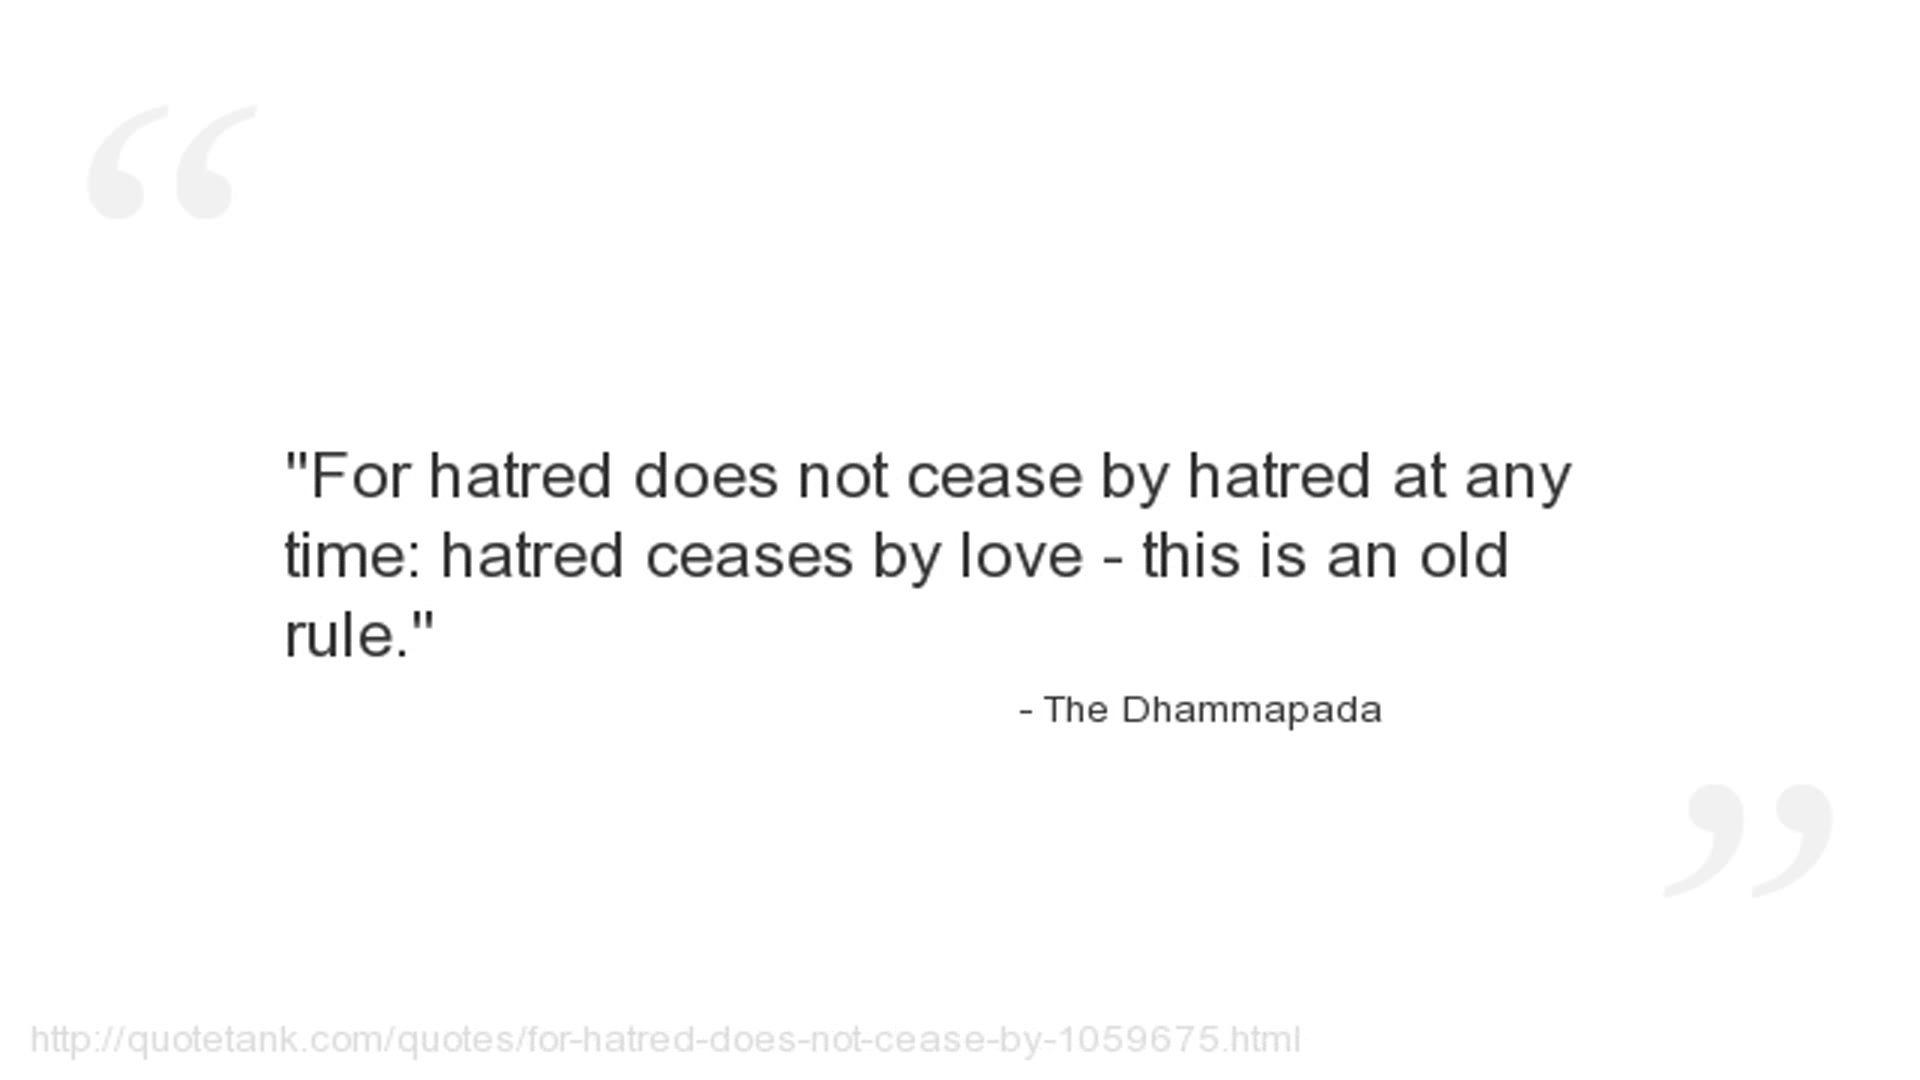 "For hatred does not cease by hatred at any
time: hatred ceases by love - this is an old
rule."
- The Dhammapada
http://quotetank.com/quotes/for-hatred-does-not-cease-by-1059675.html